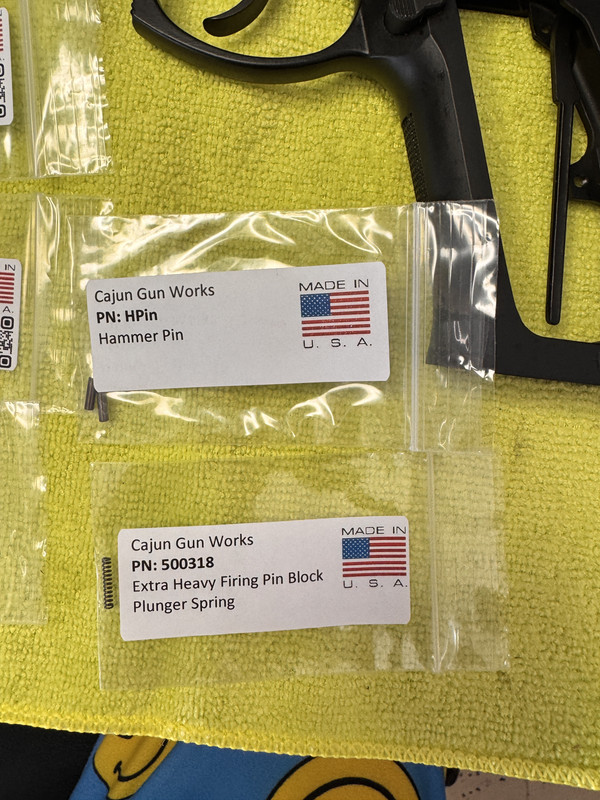 Cajun Gun Works
PN: HPin
Hammer Pin
MADE IN
U. S. A.
Cajun Gun Works
PN: 500318
Extra Heavy Firing Pin Block
Plunger Spring
MADE IN
U. S. A.
IN
A.